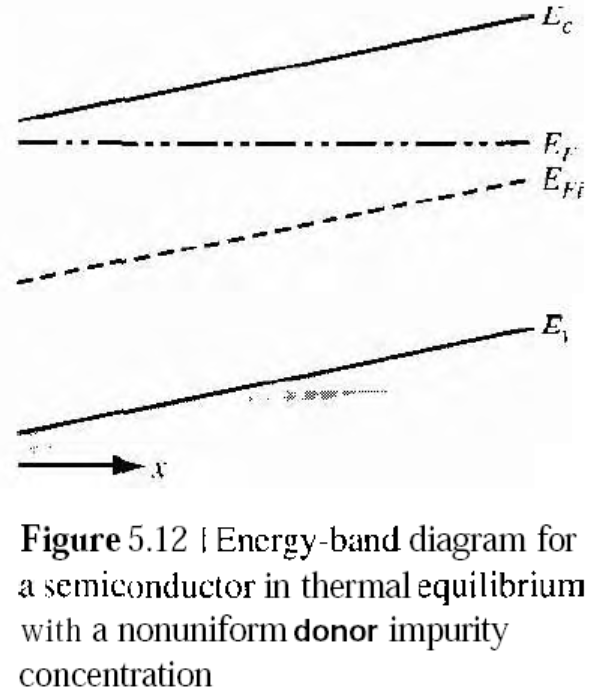 E_c
E_F
E_Fi
E_v
x
Figure 5.12 | Energy-band diagram for
a semiconductor in thermal equilibrium
with a nonuniform donor impurity
concentration